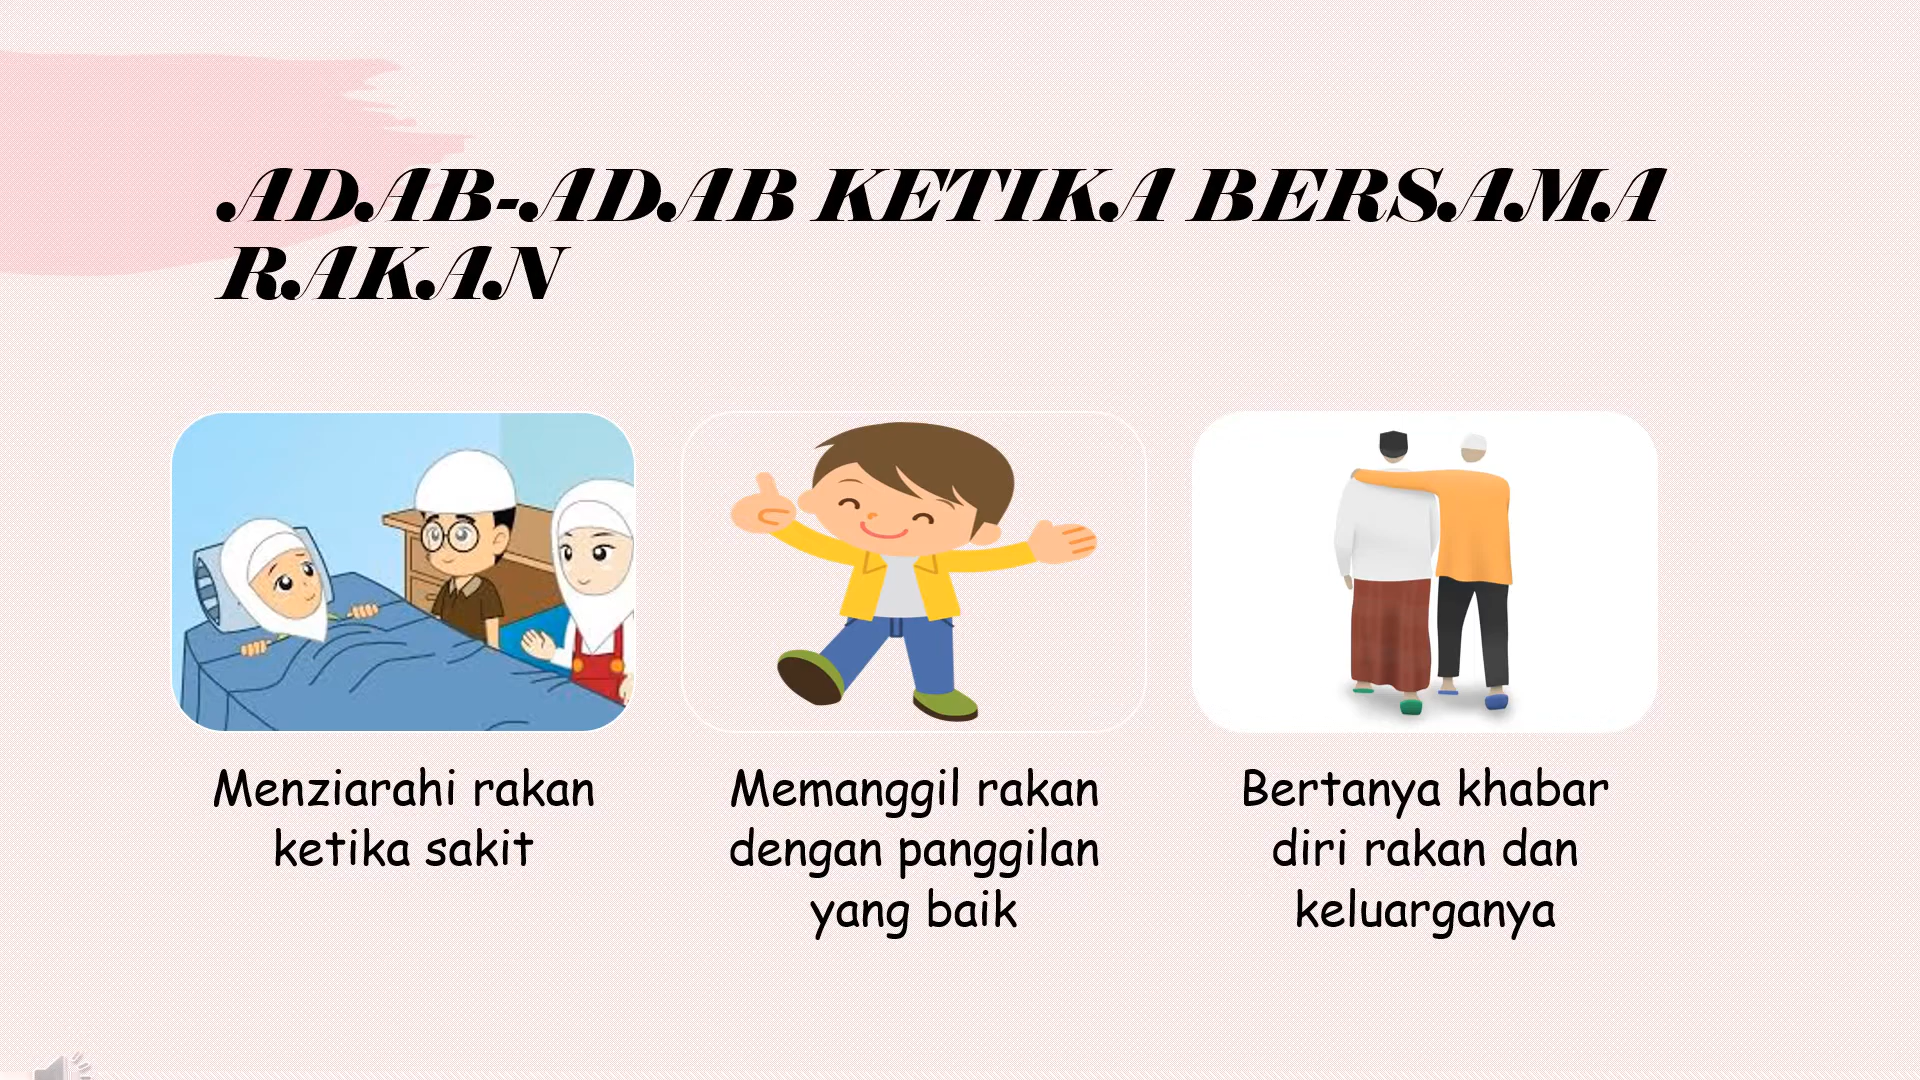 ADAB-ADAB KETIKA BERSAMA
RAKAN
Menziarahi rakan
ketika sakit
Memanggil rakan
dengan panggilan
yang baik
Bertanya khabar
diri rakan dan
keluarganya